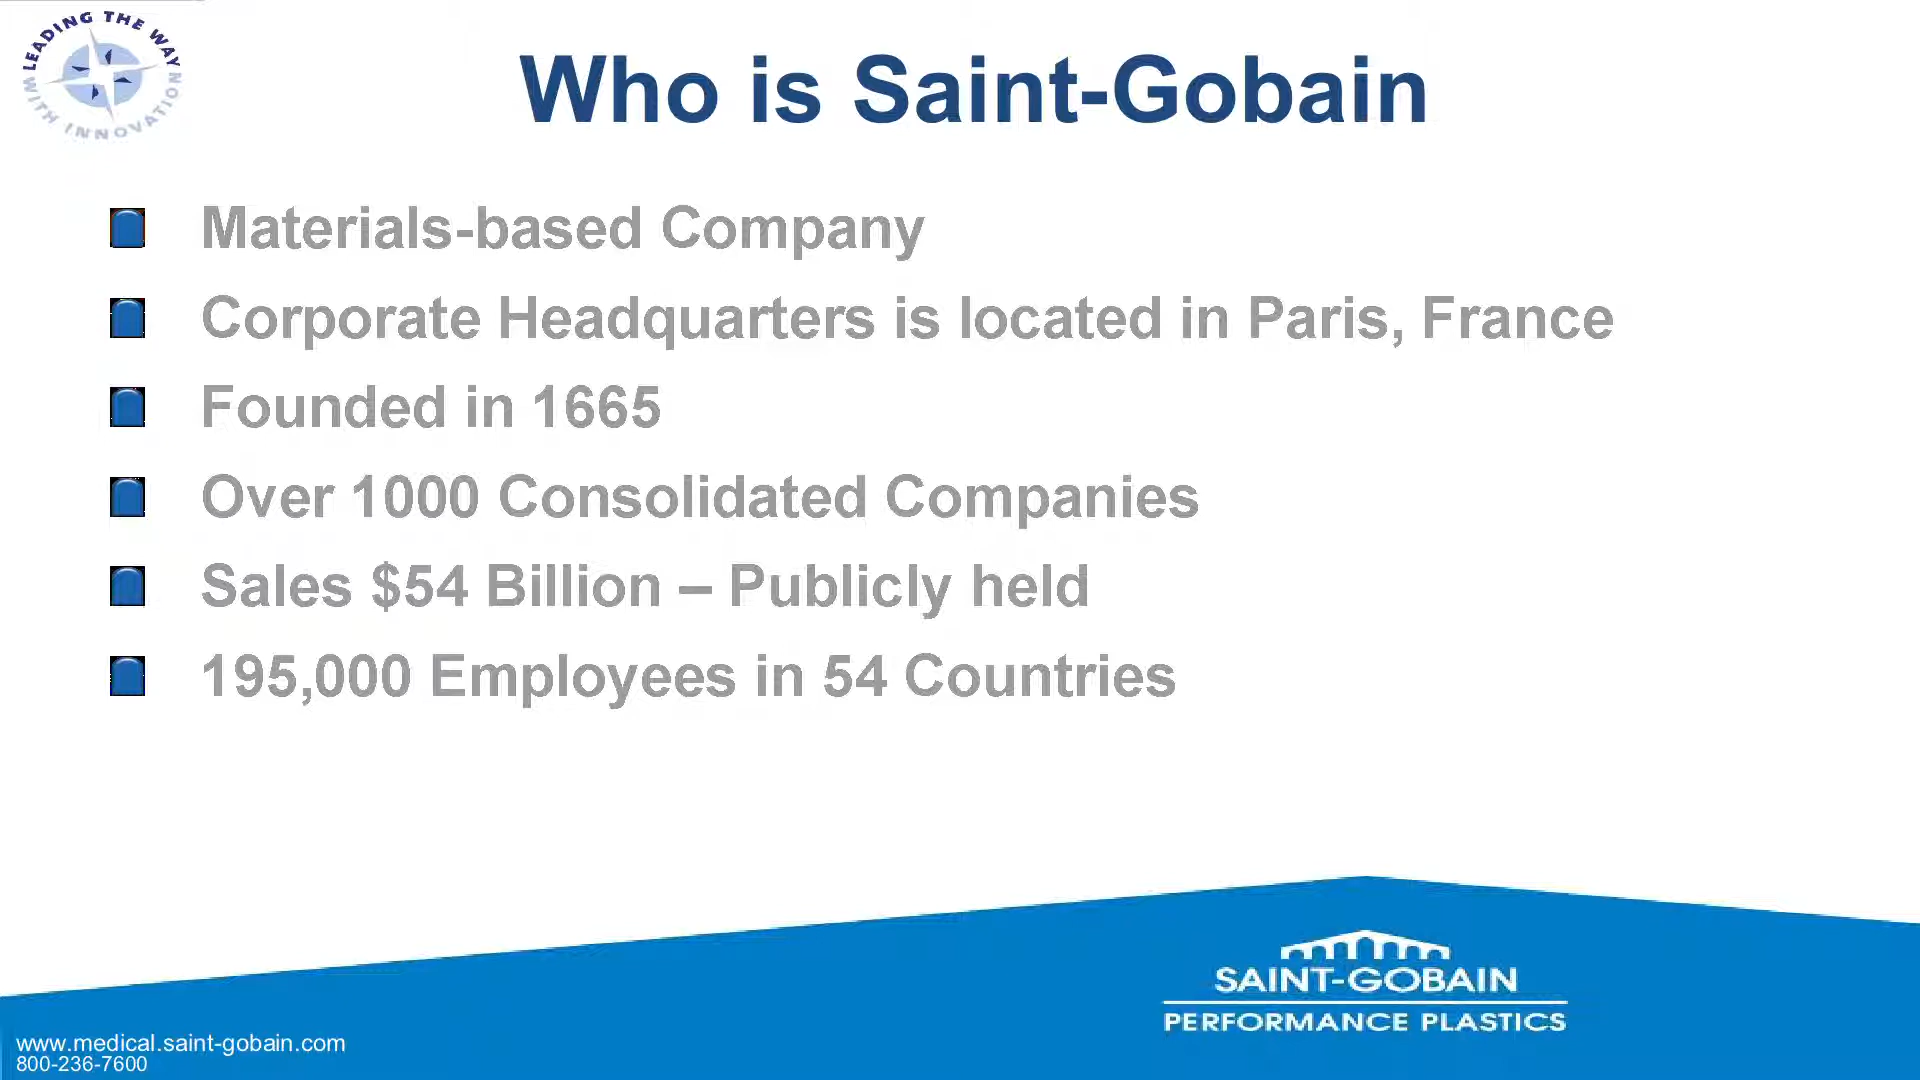 LEADING THE WAY
WITH INNOVATION
Who is Saint-Gobain
Materials-based Company
Corporate Headquarters is located in Paris, France
Founded in 1665
Over 1000 Consolidated Companies
Sales $54 Billion – Publicly held
195,000 Employees in 54 Countries
SAINT-GOBAIN
PERFORMANCE PLASTICS
www.medical.saint-gobain.com
800-236-7600